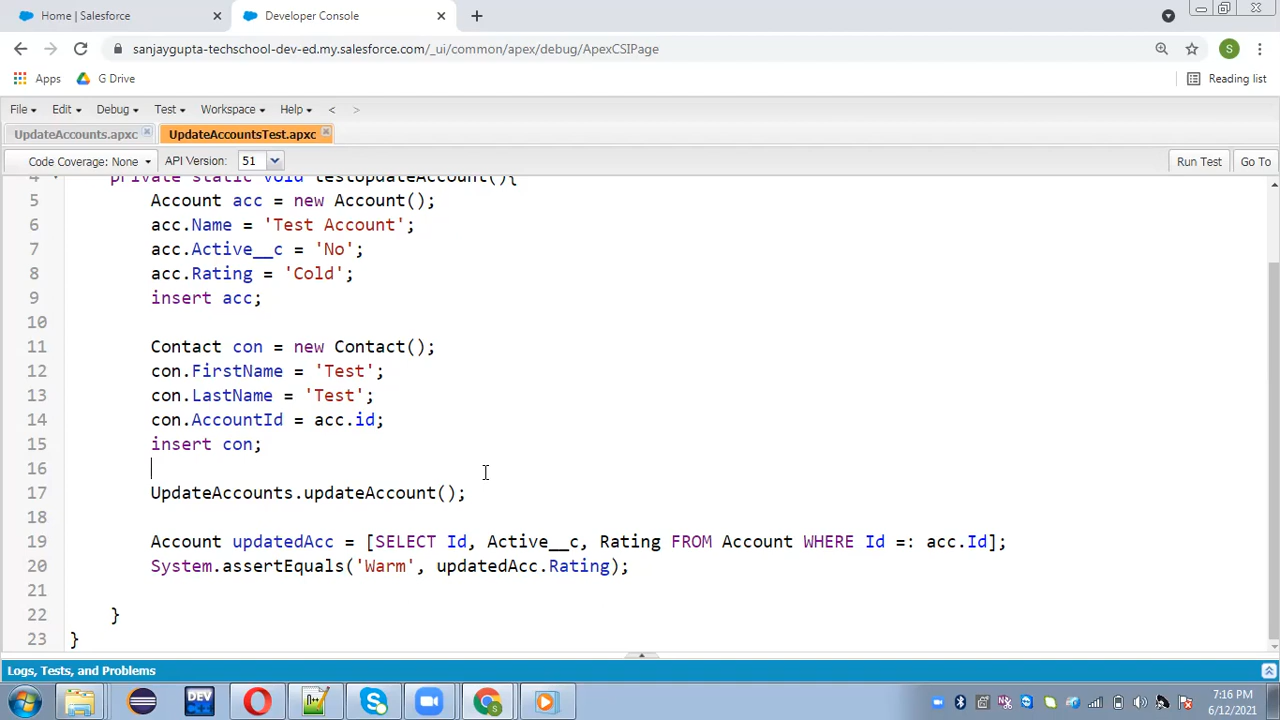 Home | Salesforce
Developer Console
sanjaygupta-techschool-dev-ed.my.salesforce.com/_ui/common/apex/debug/ApexCSIPage
S
Apps
G Drive
Reading list
File
Edit
Debug
Test
Workspace
Help
<
>
UpdateAccounts.apxc
UpdateAccountsTest.apxc
Code Coverage: None
API Version:
51
Run Test
Go To
4 private static void testUpdateAccount(){
5 Account acc = new Account();
6 acc.Name = 'Test Account';
7 acc.Active__c = 'No';
8 acc.Rating = 'Cold';
9 insert acc;
10
11 Contact con = new Contact();
12 con.FirstName = 'Test';
13 con.LastName = 'Test';
14 con.AccountId = acc.id;
15 insert con;
16
17 UpdateAccounts.updateAccount();
18
19 Account updatedAcc = [SELECT Id, Active__c, Rating FROM Account WHERE Id =: acc.Id];
20 System.assertEquals('Warm', updatedAcc.Rating);
21
22 }
23 }
Logs, Tests, and Problems
DEV
S
7:16 PM
6/12/2021